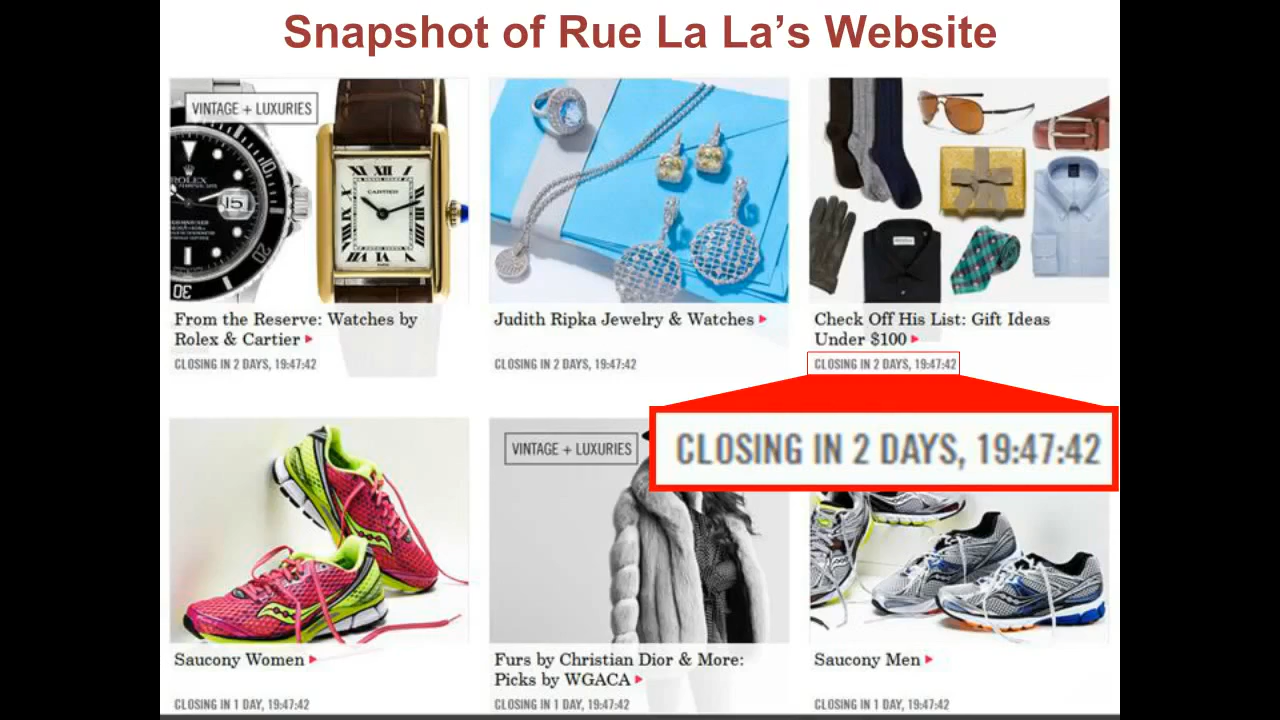 Snapshot of Rue La La's Website
VINTAGE + LUXURIES
ROLEX
15
CARTIER
From the Reserve: Watches by
Rolex & Cartier
CLOSING IN 2 DAYS, 19:47:42
Judith Ripka Jewelry & Watches
CLOSING IN 2 DAYS, 19:47:42
Check Off His List: Gift Ideas
Under $100
CLOSING IN 2 DAYS, 19:47:42
CLOSING IN 2 DAYS, 19:47:42
Saucony Women
CLOSING IN 1 DAY, 19:47:42
VINTAGE + LUXURIES
Furs by Christian Dior & More:
Picks by WGACA
CLOSING IN 1 DAY, 19:47:42
Saucony Men
CLOSING IN 1 DAY, 19:47:42